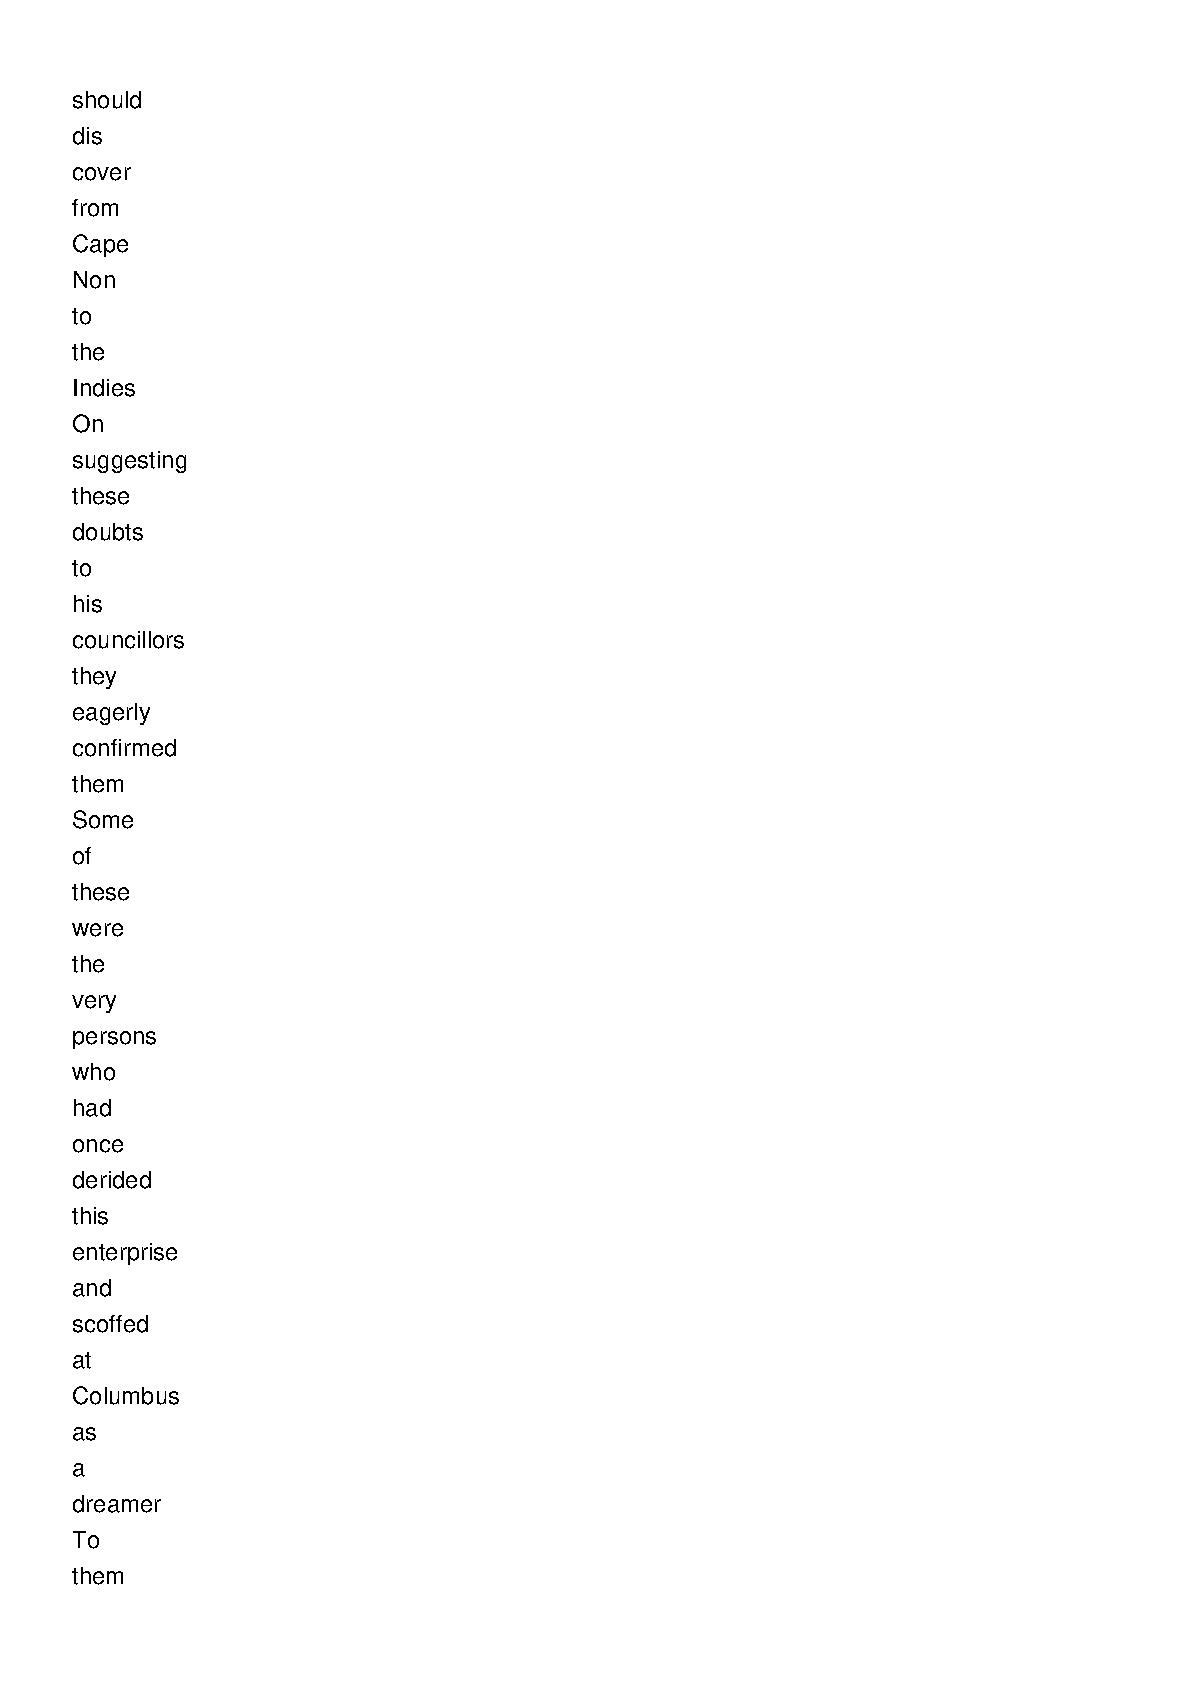 should
dis
cover
from
Cape
Non
to
the
Indies
On
suggesting
these
doubts
to
his
councillors
they
eagerly
confirmed
them
Some
of
these
were
the
very
persons
who
had
once
derided
this
enterprise
and
scoffed
at
Columbus
as
a
dreamer
To
them